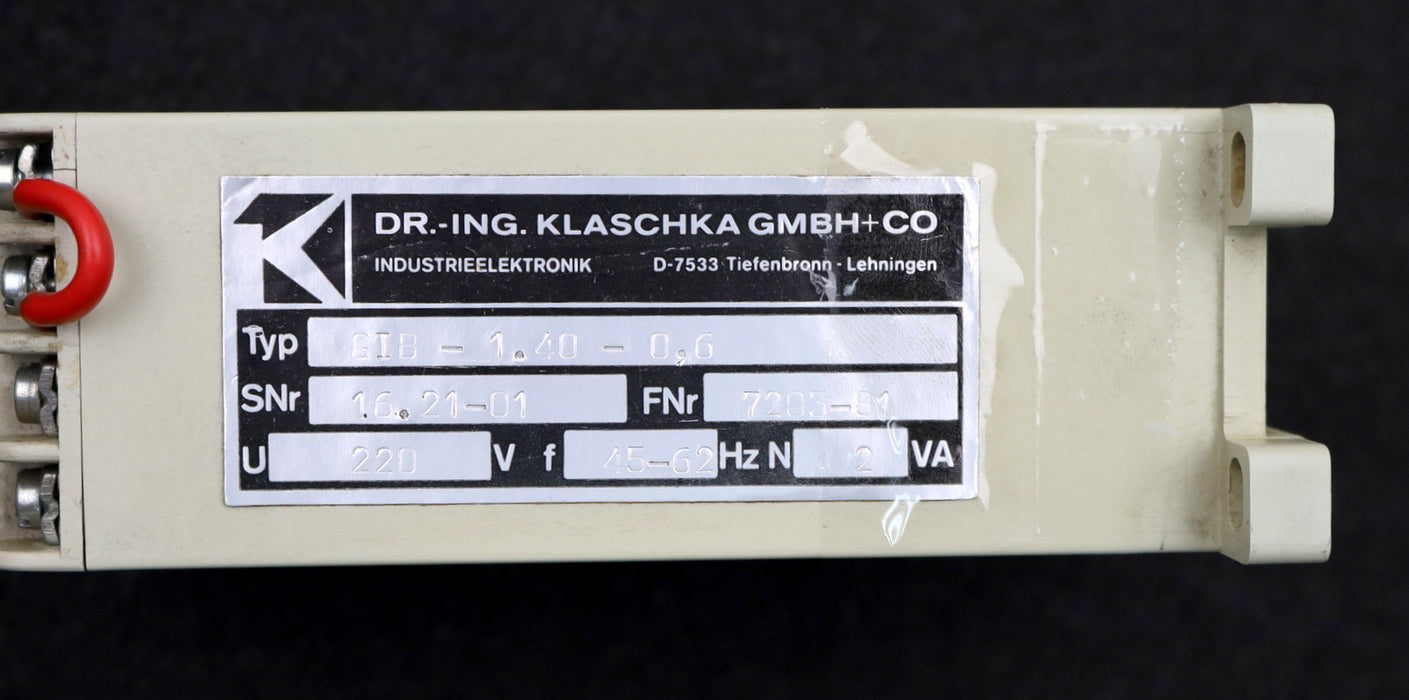 DR.-ING. KLASCHKA GMBH+CO
INDUSTRIEELEKTRONIK D-7533 Tiefenbronn - Lehningen
Typ GIB - 1.40 - 0,6
SNr 16.21-01 FNr 7203-81
U 220 V f 45-62 Hz N 2 VA